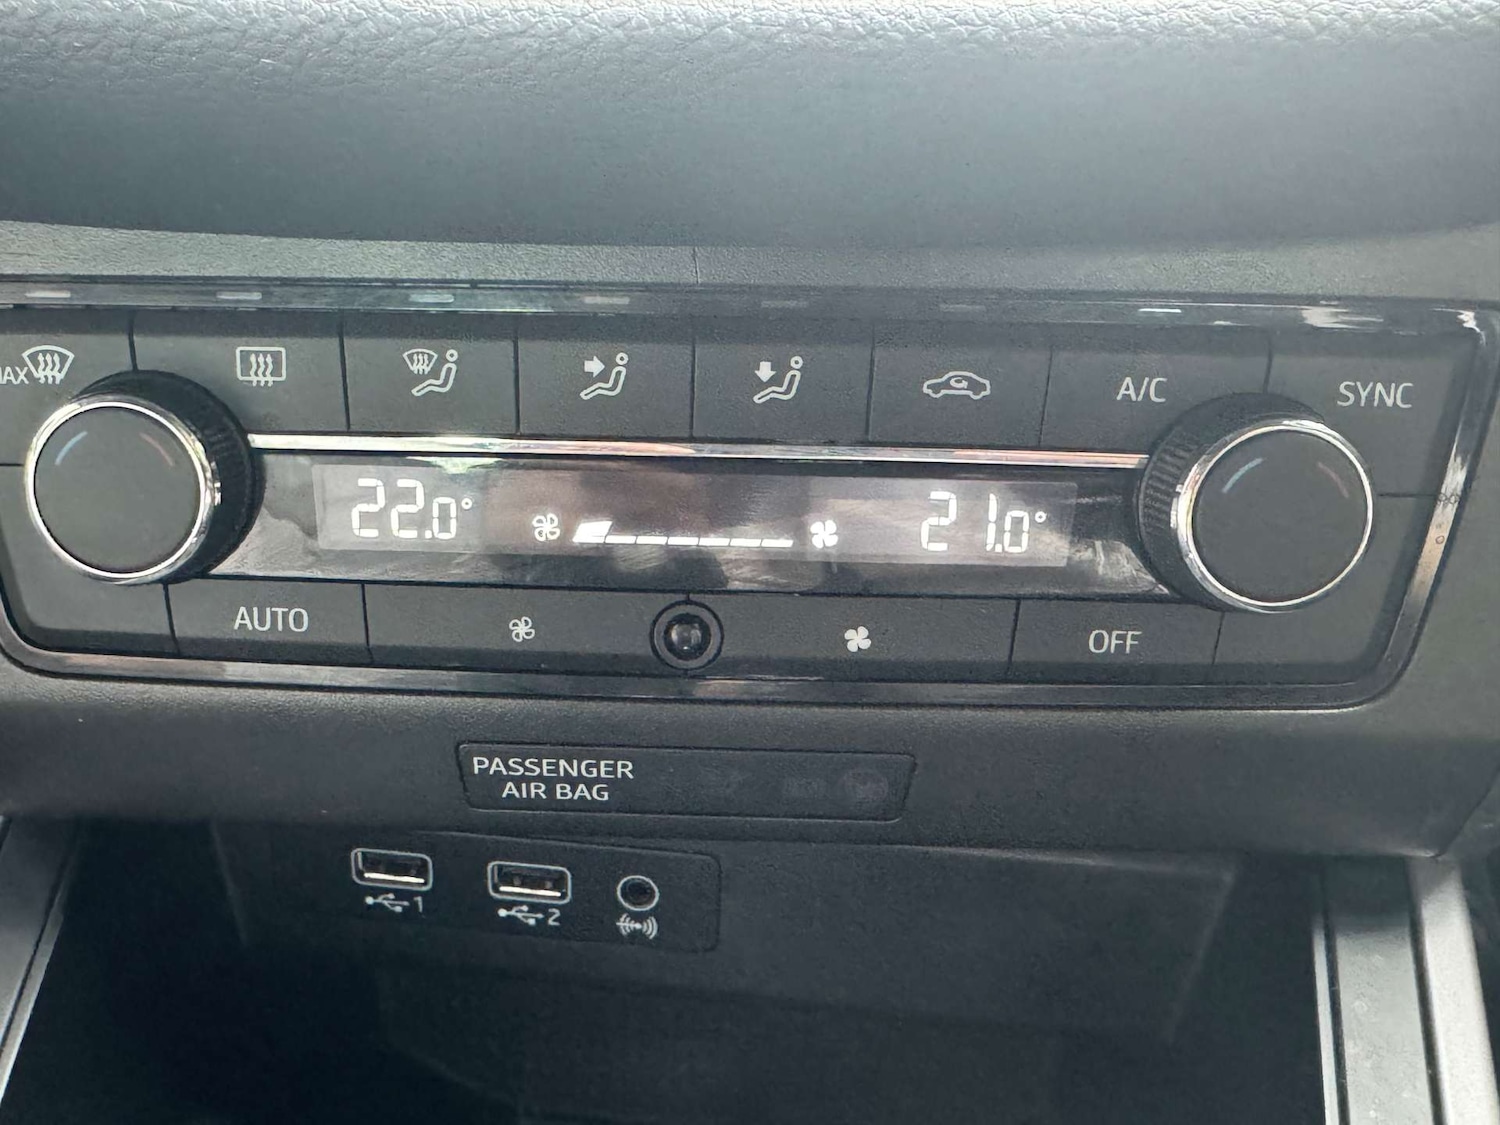 MAX
A/C
SYNC
22.0°
21.0°
AUTO
OFF
PASSENGER
AIR BAG
1
2